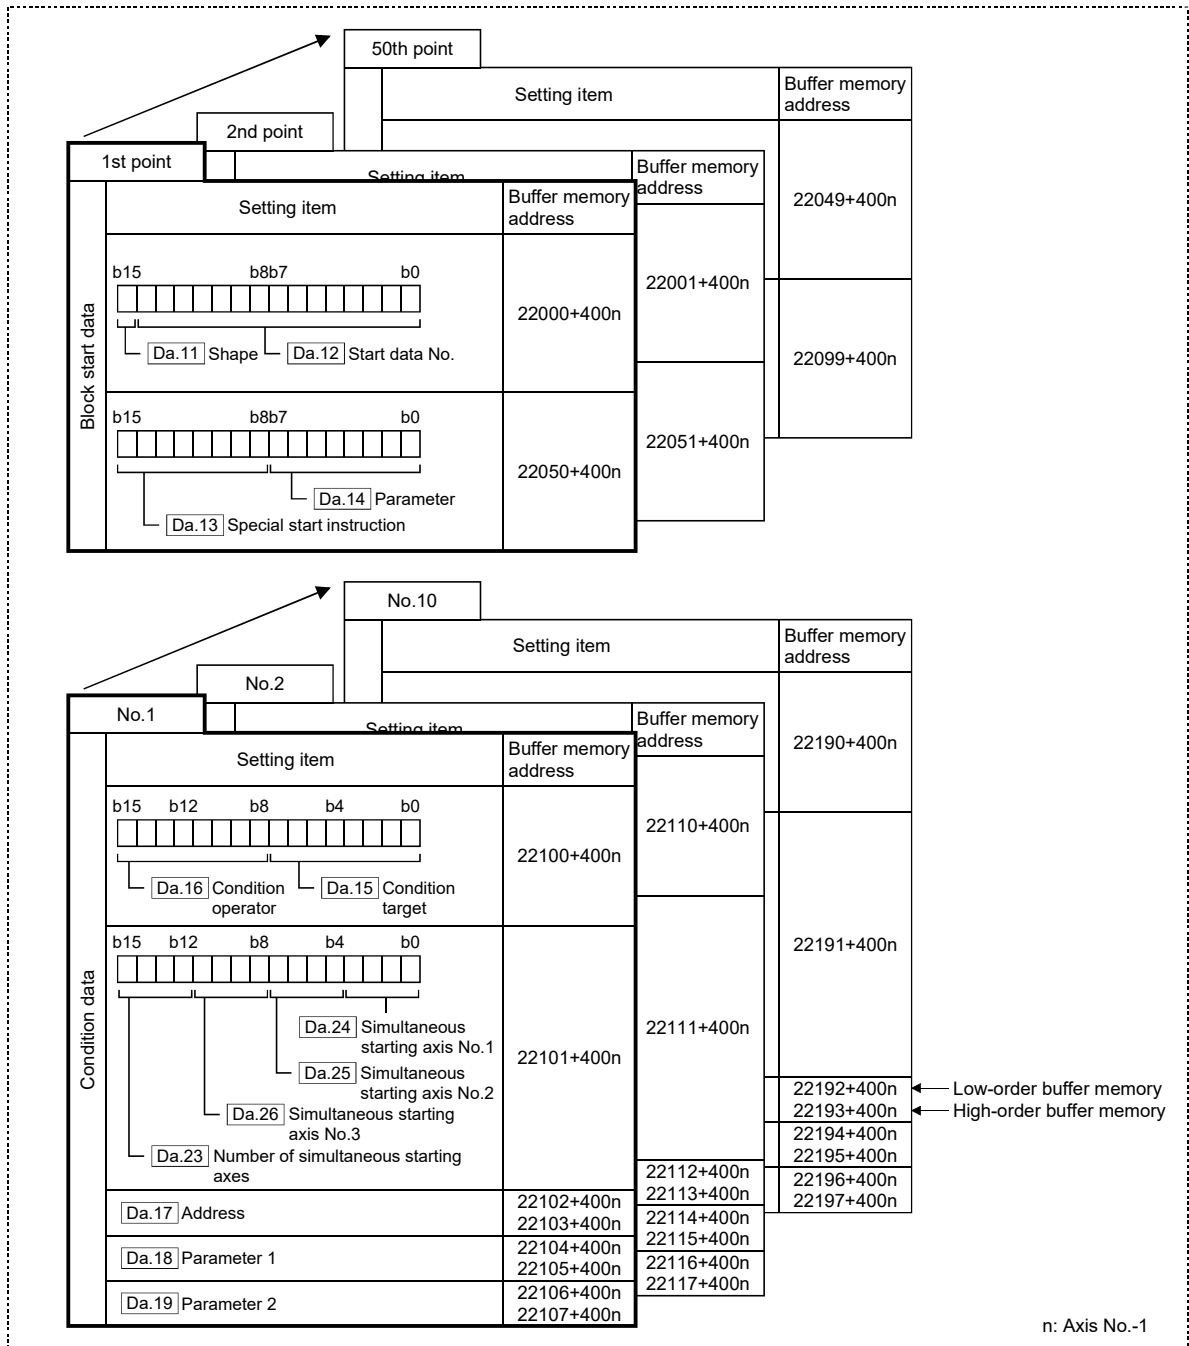 50th point
Setting item
Buffer memory
address
22049+400n
22099+400n
2nd point
Setting item
Buffer memory
address
22001+400n
22051+400n
1st point
Block start data
Setting item
Buffer memory
address
b15 b8b7 b0
Da.11 Shape Da.12 Start data No.
22000+400n
b15 b8b7 b0
Da.14 Parameter
Da.13 Special start instruction
22050+400n
No.10
Setting item
Buffer memory
address
22190+400n
22191+400n
22192+400n
Low-order buffer memory
22193+400n
High-order buffer memory
22194+400n
22195+400n
22196+400n
22197+400n
No.2
Setting item
Buffer memory
address
22110+400n
22111+400n
22112+400n
22113+400n
22114+400n
22115+400n
22116+400n
22117+400n
No.1
Condition data
Setting item
Buffer memory
address
b15 b12 b8 b4 b0
Da.16 Condition
operator
Da.15 Condition
target
22100+400n
b15 b12 b8 b4 b0
Da.24 Simultaneous
starting axis No.1
Da.25 Simultaneous
starting axis No.2
Da.26 Simultaneous starting
axis No.3
Da.23 Number of simultaneous starting
axes
22101+400n
Da.17 Address
22102+400n
22103+400n
Da.18 Parameter 1
22104+400n
22105+400n
Da.19 Parameter 2
22106+400n
22107+400n
n: Axis No.-1